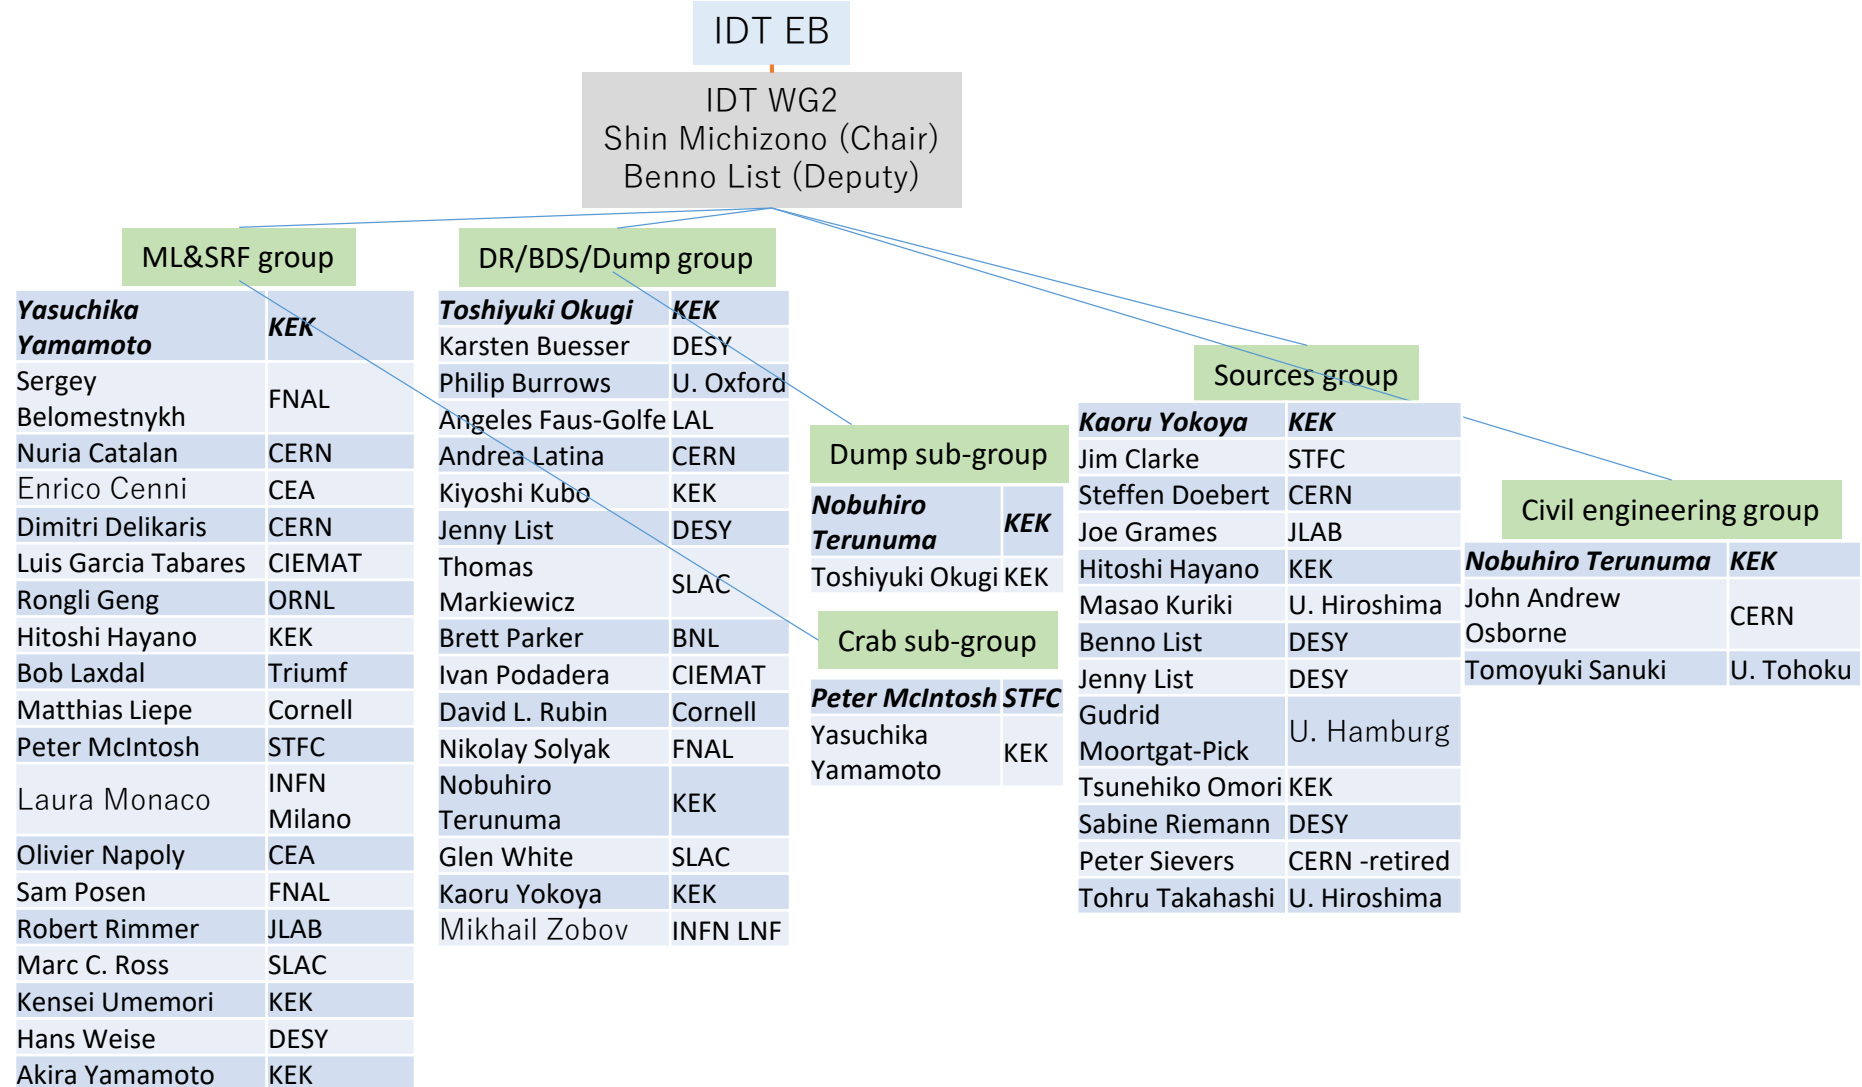 IDT EB
IDT WG2
Shin Michizono (Chair)
Benno List (Deputy)
ML&SRF group
Yasuchika
Yamamoto KEK
Sergey
Belomestnykh FNAL
Nuria Catalan CERN
Enrico Cenni CEA
Dimitri Delikaris CERN
Luis Garcia Tabares CIEMAT
Rongli Geng ORNL
Hitoshi Hayano KEK
Bob Laxdal Triumf
Matthias Liepe Cornell
Peter McIntosh STFC
Laura Monaco INFN
Milano
Olivier Napoly CEA
Sam Posen FNAL
Robert Rimmer JLAB
Marc C. Ross SLAC
Kensei Umemori KEK
Hans Weise DESY
Akira Yamamoto KEK
DR/BDS/Dump group
Toshiyuki Okugi KEK
Karsten Buesser DESY
Philip Burrows U. Oxford
Angeles Faus-Golfe LAL
Andrea Latina CERN
Kiyoshi Kubo KEK
Jenny List DESY
Thomas
Markiewicz SLAC
Brett Parker BNL
Ivan Podadera CIEMAT
David L. Rubin Cornell
Nikolay Solyak FNAL
Nobuhiro
Terunuma KEK
Glen White SLAC
Kaoru Yokoya KEK
Mikhail Zobov INFN LNF
Dump sub-group
Nobuhiro
Terunuma KEK
Toshiyuki Okugi KEK
Crab sub-group
Peter McIntosh STFC
Yasuchika
Yamamoto KEK
Sources group
Kaoru Yokoya KEK
Jim Clarke STFC
Steffen Doebert CERN
Joe Grames JLAB
Hitoshi Hayano KEK
Masao Kuriki U. Hiroshima
Benno List DESY
Jenny List DESY
Gudrid
Moortgat-Pick U. Hamburg
Tsunehiko Omori KEK
Sabine Riemann DESY
Peter Sievers CERN -retired
Tohru Takahashi U. Hiroshima
Civil engineering group
Nobuhiro Terunuma KEK
John Andrew
Osborne CERN
Tomoyuki Sanuki U. Tohoku